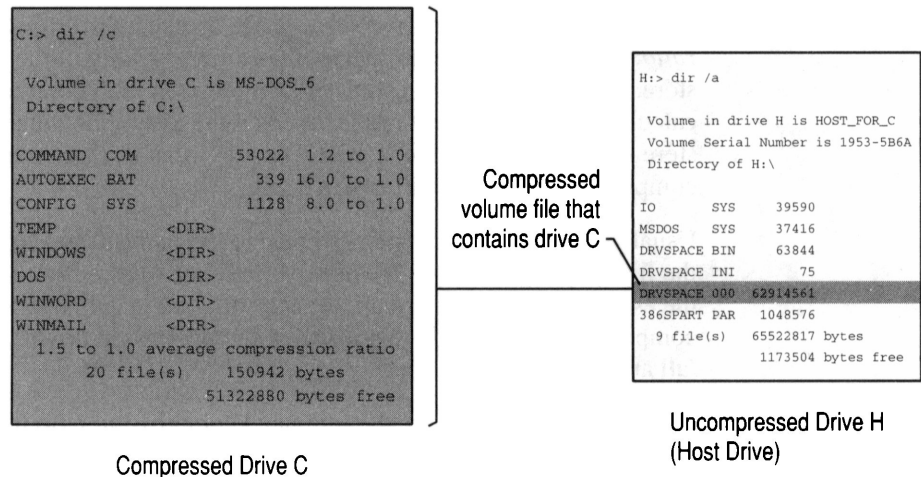 C:> dir /c
Volume in drive C is MS-DOS_6
Directory of C:\
COMMAND COM 53022 1.2 to 1.0
AUTOEXEC BAT 339 16.0 to 1.0
CONFIG SYS 1128 8.0 to 1.0
TEMP <DIR>
WINDOWS <DIR>
DOS <DIR>
WINWORD <DIR>
WINMAIL <DIR>
1.5 to 1.0 average compression ratio
20 file(s) 150942 bytes
51322880 bytes free
Compressed Drive C
Compressed
volume file that
contains drive C
H:> dir /a
Volume in drive H is HOST_FOR_C
Volume Serial Number is 1953-5B6A
Directory of H:\
IO SYS 39590
MSDOS SYS 37416
DRVSPACE BIN 63844
DRVSPACE INI 75
DRVSPACE 000 62914561
386SPART PAR 1048576
9 file(s) 65522817 bytes
1173504 bytes free
Uncompressed Drive H
(Host Drive)